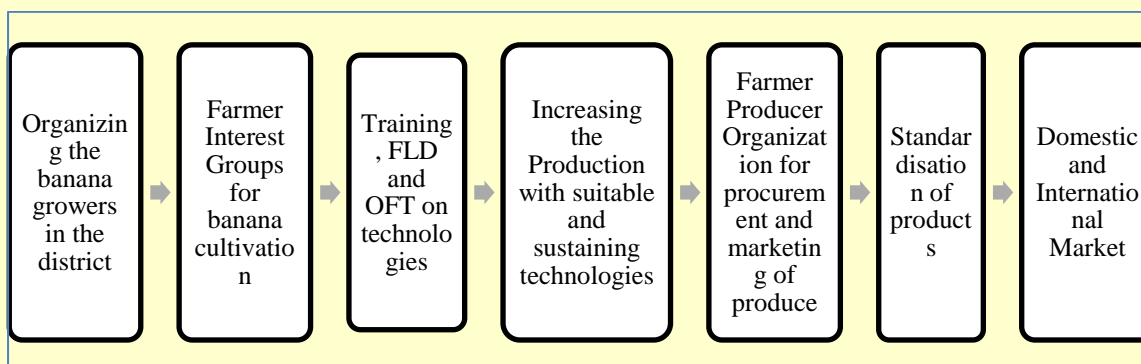 Organizin
g the
banana
growers
in the
district
Farmer
Interest
Groups
for
banana
cultivatio
n
Training
, FLD
and
OFT on
technolo
gies
Increasing
the
Production
with suitable
and
sustaining
technologies
Farmer
Producer
Organizat
ion for
procurem
ent and
marketin
g of
produce
Standar
disatio
n of
product
s
Domestic
and
Internatio
nal
Market